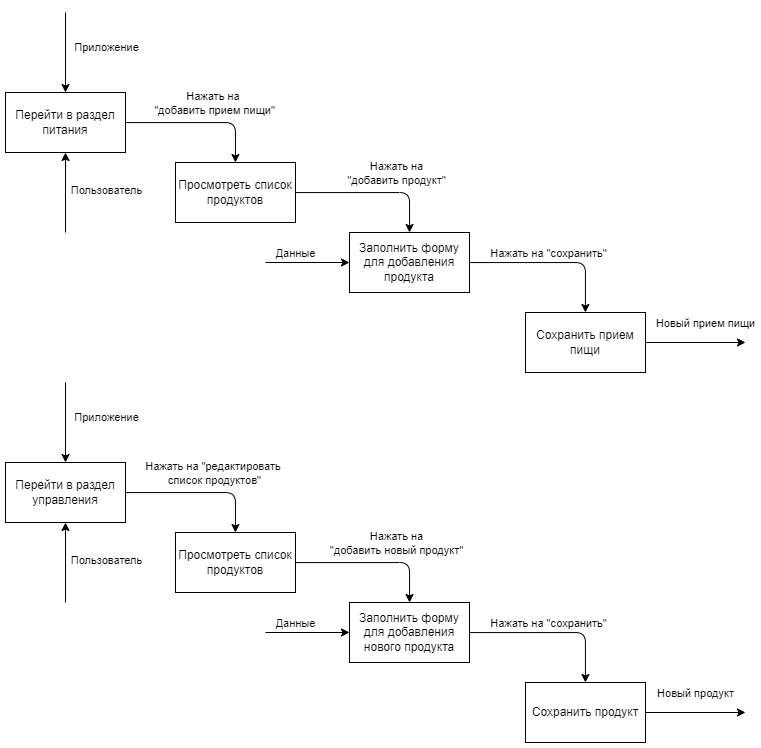 Приложение
Перейти в раздел
питания
Нажать на
"добавить прием пищи"
Пользователь
Просмотреть список
продуктов
Нажать на
"добавить продукт"
Данные
Заполнить форму
для добавления
продукта
Нажать на "сохранить"
Сохранить прием
пищи
Новый прием пищи
Приложение
Перейти в раздел
управления
Нажать на "редактировать
список продуктов"
Пользователь
Просмотреть список
продуктов
Нажать на
"добавить новый продукт"
Данные
Заполнить форму
для добавления
нового продукта
Нажать на "сохранить"
Сохранить продукт
Новый продукт